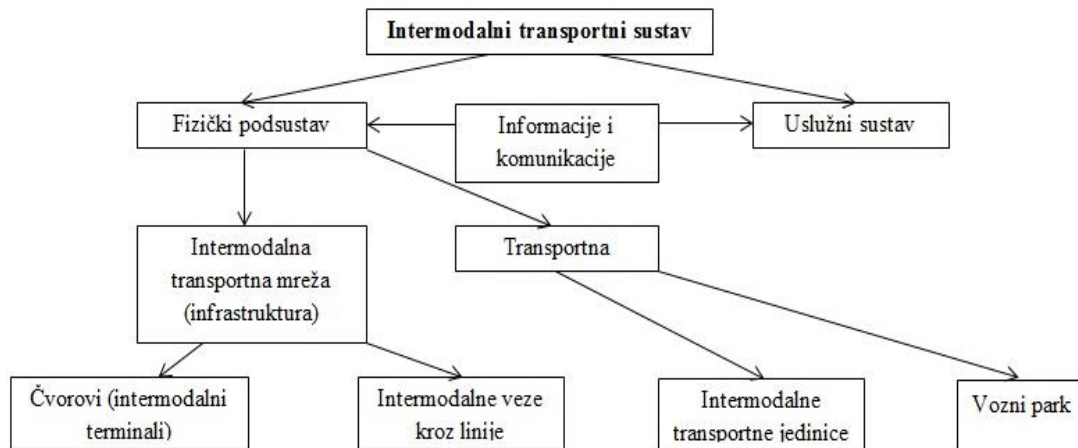 Intermodalni transportni sustav
Fizički podsustav
Informacije i
komunikacije
Uslužni sustav
Intermodalna
transportna mreža
(infrastruktura)
Transportna
Čvorovi (intermodalni
terminali)
Intermodalne veze
kroz linije
Intermodalne
transportne jedinice
Vozni park